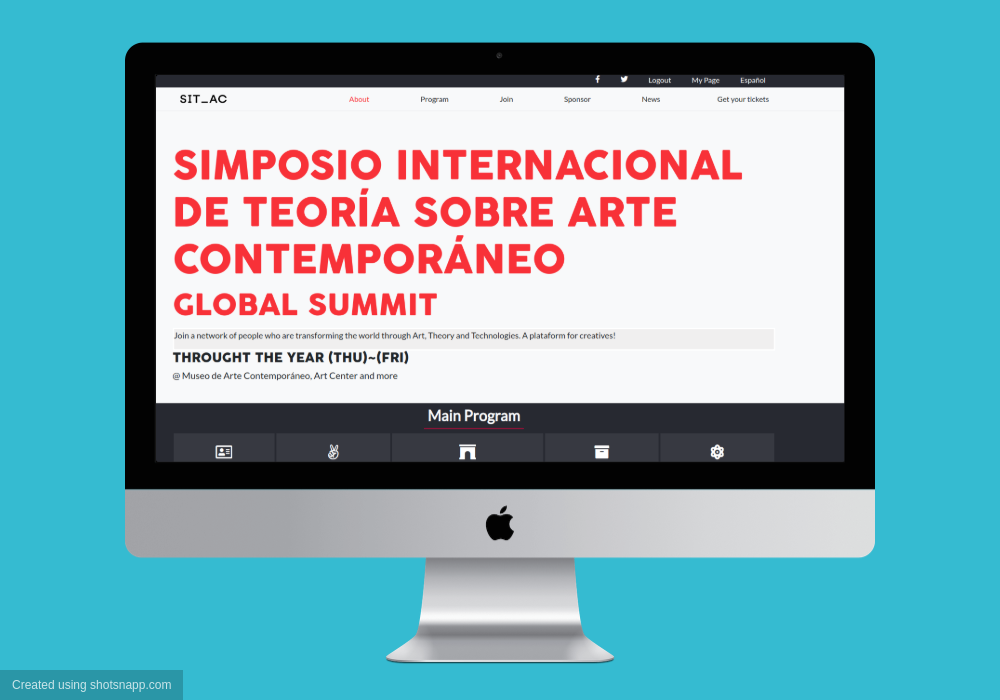 Logout My Page Español
SIT_AC About Program Join Sponsor News Get your tickets
SIMPOSIO INTERNACIONAL
DE TEORÍA SOBRE ARTE
CONTEMPORÁNEO
GLOBAL SUMMIT
Join a network of people who are transforming the world through Art, Theory and Technologies. A plataform for creatives!
THROUGHT THE YEAR (THU)~(FRI)
@ Museo de Arte Contemporáneo, Art Center and more
Main Program
Created using shotsnapp.com